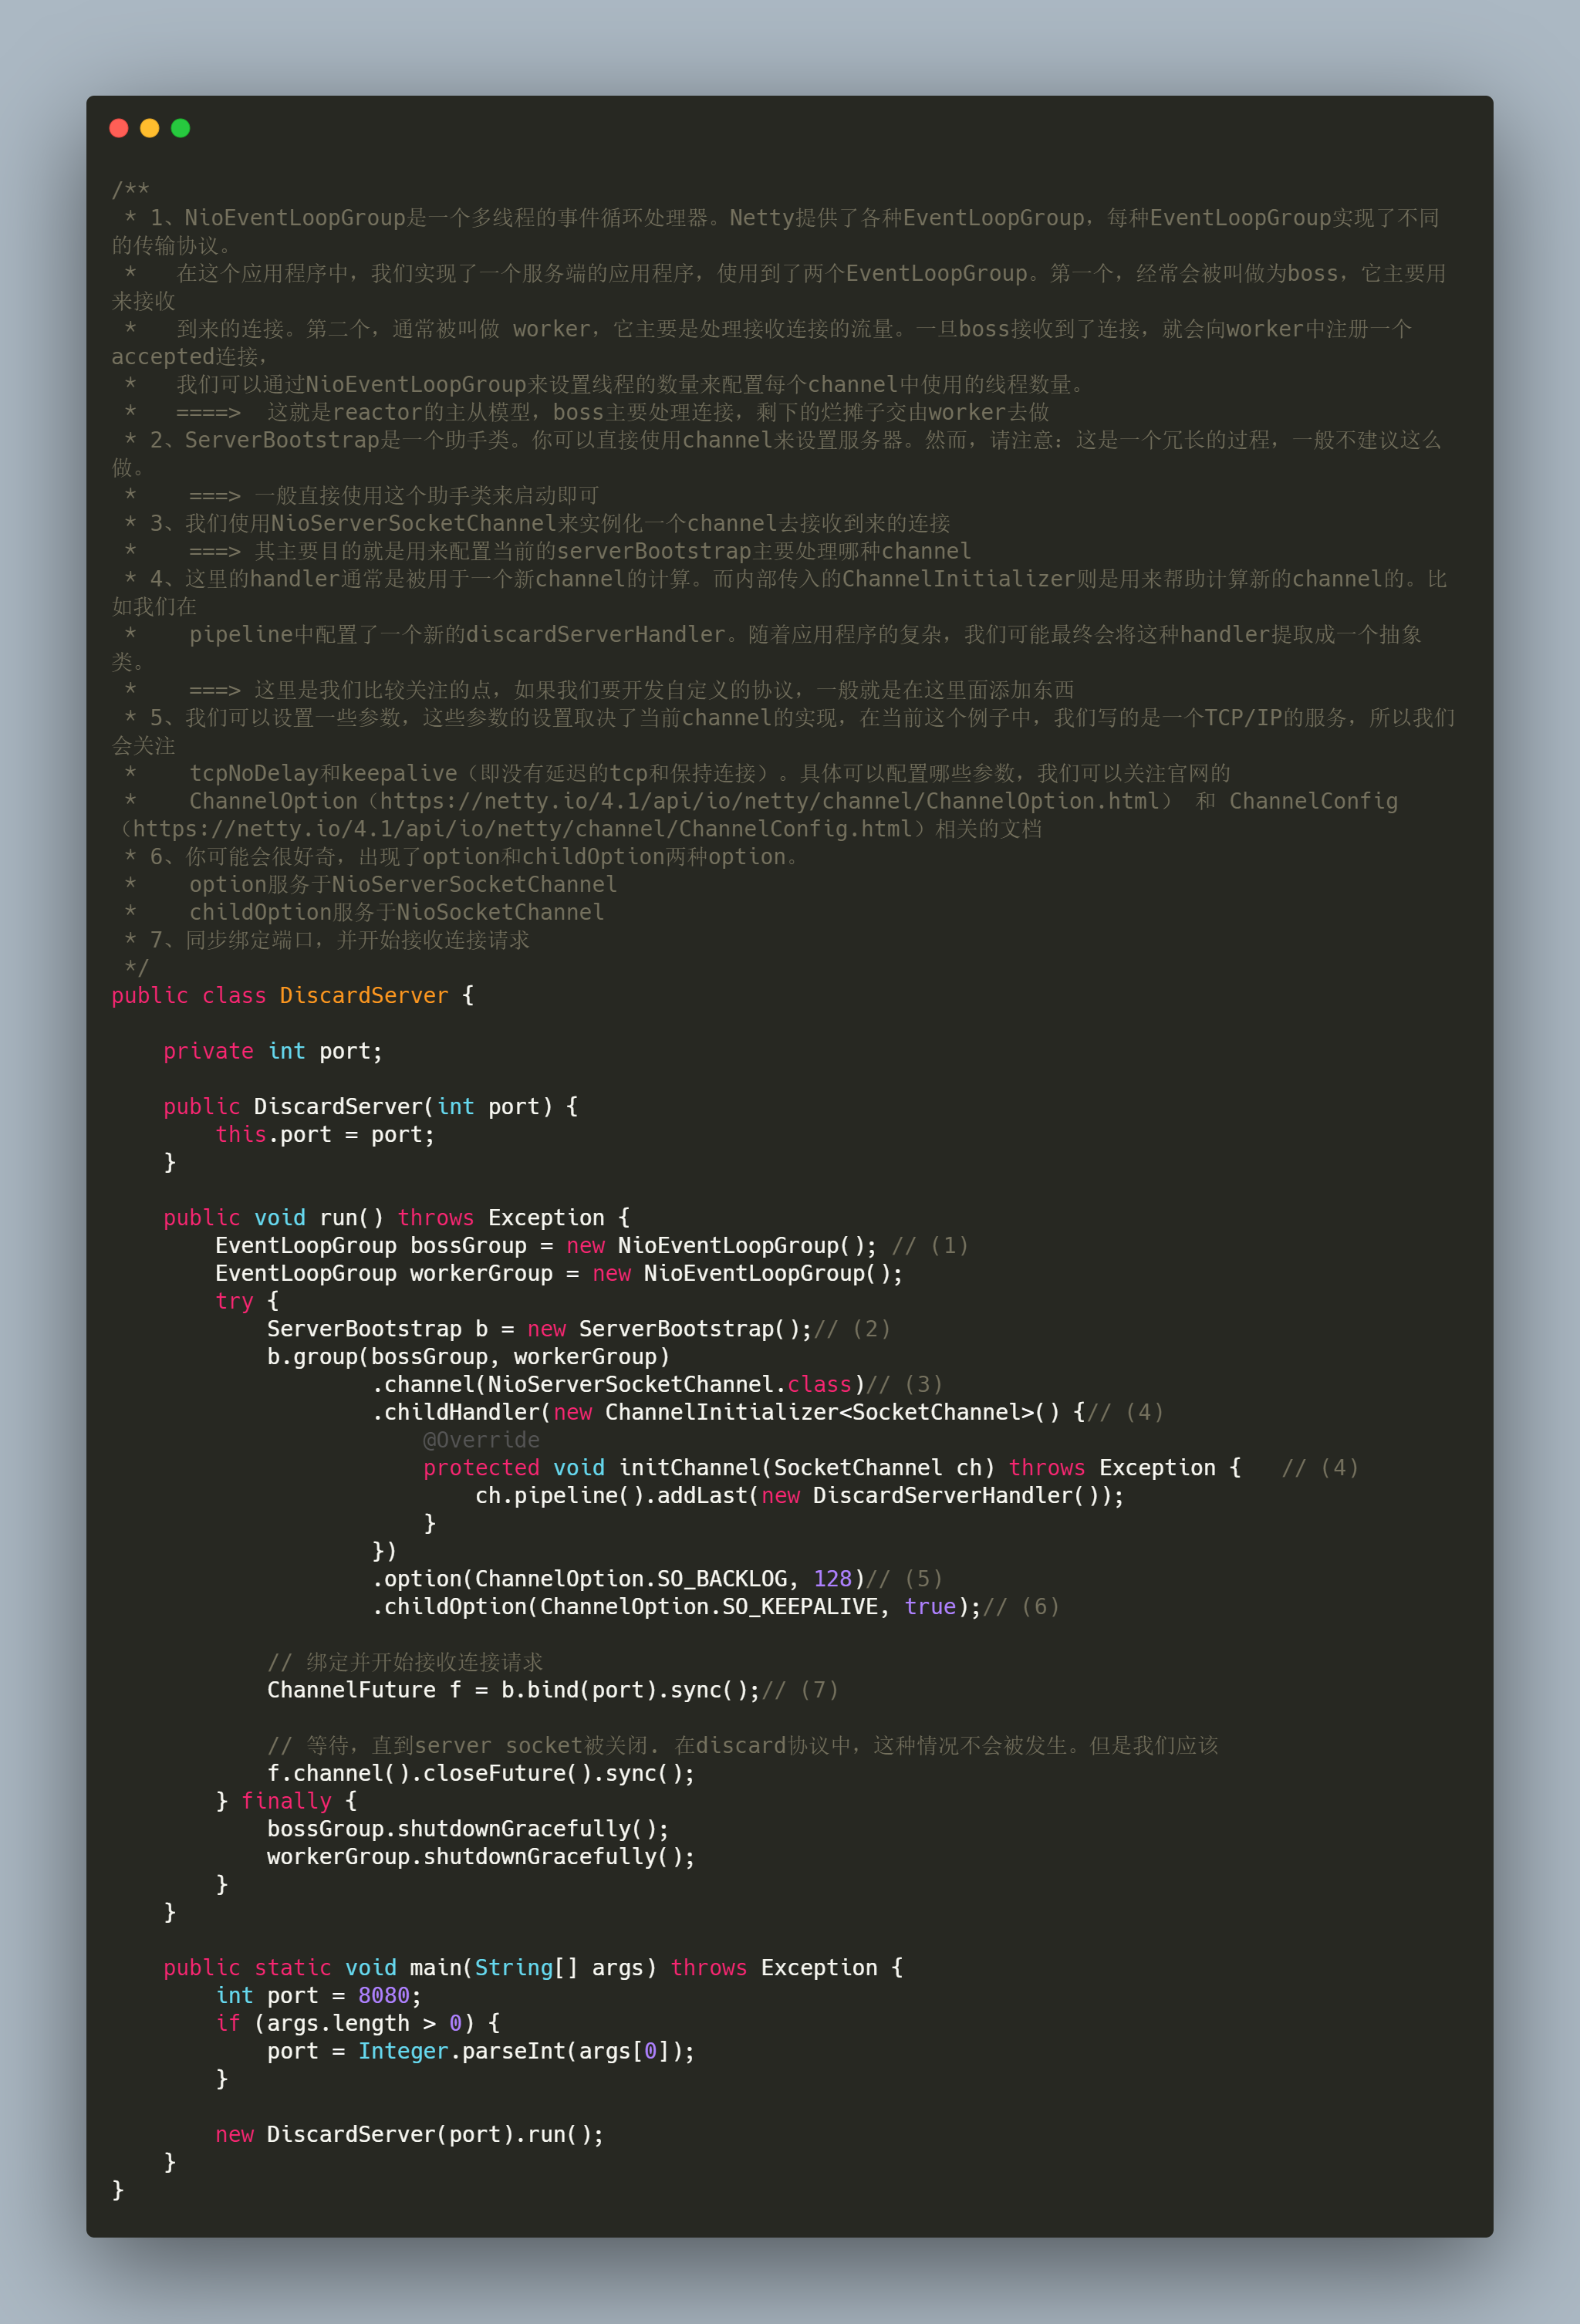 /**
 * 1、NioEventLoopGroup是一个多线程的事件循环处理器。Netty提供了各种EventLoopGroup，每种EventLoopGroup实现了不同
的传输协议。
 *   在这个应用程序中，我们实现了一个服务端的应用程序，使用到了两个EventLoopGroup。第一个，经常会被叫做为boss，它主要用
来接收
 *   到来的连接。第二个，通常被叫做 worker，它主要是处理接收连接的流量。一旦boss接收到了连接，就会向worker中注册一个
accepted连接，
 *   我们可以通过NioEventLoopGroup来设置线程的数量来配置每个channel中使用的线程数量。
 *   ====>  这就是reactor的主从模型，boss主要处理连接，剩下的烂摊子交由worker去做
 * 2、ServerBootstrap是一个助手类。你可以直接使用channel来设置服务器。然而，请注意：这是一个冗长的过程，一般不建议这么
做。
 *    ===> 一般直接使用这个助手类来启动即可
 * 3、我们使用NioServerSocketChannel来实例化一个channel去接收到来的连接
 *    ===> 其主要目的就是用来配置当前的serverBootstrap主要处理哪种channel
 * 4、这里的handler通常是被用于一个新channel的计算。而内部传入的ChannelInitializer则是用来帮助计算新的channel的。比
如我们在
 *    pipeline中配置了一个新的discardServerHandler。随着应用程序的复杂，我们可能最终会将这种handler提取成一个抽象
类。
 *    ===> 这里是我们比较关注的点，如果我们要开发自定义的协议，一般就是在这里面添加东西
 * 5、我们可以设置一些参数，这些参数的设置取决了当前channel的实现，在当前这个例子中，我们写的是一个TCP/IP的服务，所以我们
会关注
 *    tcpNoDelay和keepalive（即没有延迟的tcp和保持连接）。具体可以配置哪些参数，我们可以关注官网的
 *    ChannelOption（https://netty.io/4.1/api/io/netty/channel/ChannelOption.html） 和 ChannelConfig
（https://netty.io/4.1/api/io/netty/channel/ChannelConfig.html）相关的文档
 * 6、你可能会很好奇，出现了option和childOption两种option。
 *    option服务于NioServerSocketChannel
 *    childOption服务于NioSocketChannel
 * 7、同步绑定端口，并开始接收连接请求
 */
public class DiscardServer {

    private int port;

    public DiscardServer(int port) {
        this.port = port;
    }

    public void run() throws Exception {
        EventLoopGroup bossGroup = new NioEventLoopGroup(); // (1)
        EventLoopGroup workerGroup = new NioEventLoopGroup();
        try {
            ServerBootstrap b = new ServerBootstrap();// (2)
            b.group(bossGroup, workerGroup)
                    .channel(NioServerSocketChannel.class)// (3)
                    .childHandler(new ChannelInitializer<SocketChannel>() {// (4)
                        @Override
                        protected void initChannel(SocketChannel ch) throws Exception {   // (4)
                            ch.pipeline().addLast(new DiscardServerHandler());
                        }
                    })
                    .option(ChannelOption.SO_BACKLOG, 128)// (5)
                    .childOption(ChannelOption.SO_KEEPALIVE, true);// (6)

            // 绑定并开始接收连接请求
            ChannelFuture f = b.bind(port).sync();// (7)

            // 等待，直到server socket被关闭. 在discard协议中，这种情况不会被发生。但是我们应该
            f.channel().closeFuture().sync();
        } finally {
            bossGroup.shutdownGracefully();
            workerGroup.shutdownGracefully();
        }
    }

    public static void main(String[] args) throws Exception {
        int port = 8080;
        if (args.length > 0) {
            port = Integer.parseInt(args[0]);
        }

        new DiscardServer(port).run();
    }
}